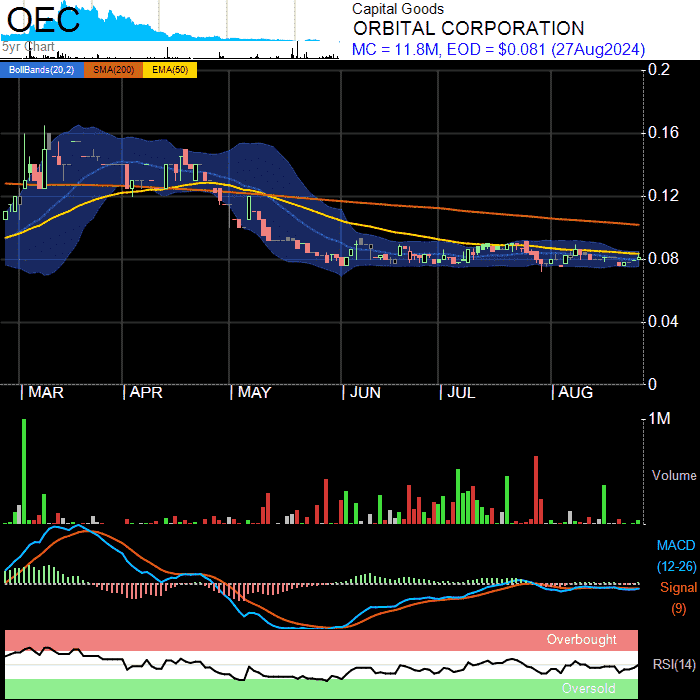 OEC
5yr Chart
Capital Goods
ORBITAL CORPORATION
MC = 11.8M, EOD = $0.081 (27Aug2024)
BollBands(20,2) SMA(200) EMA(50)
0.2
0.16
0.12
0.08
0.04
0
MAR APR MAY JUN JUL AUG
1M
Volume
MACD
(12-26)
Signal
(9)
Overbought
RSI(14)
Oversold